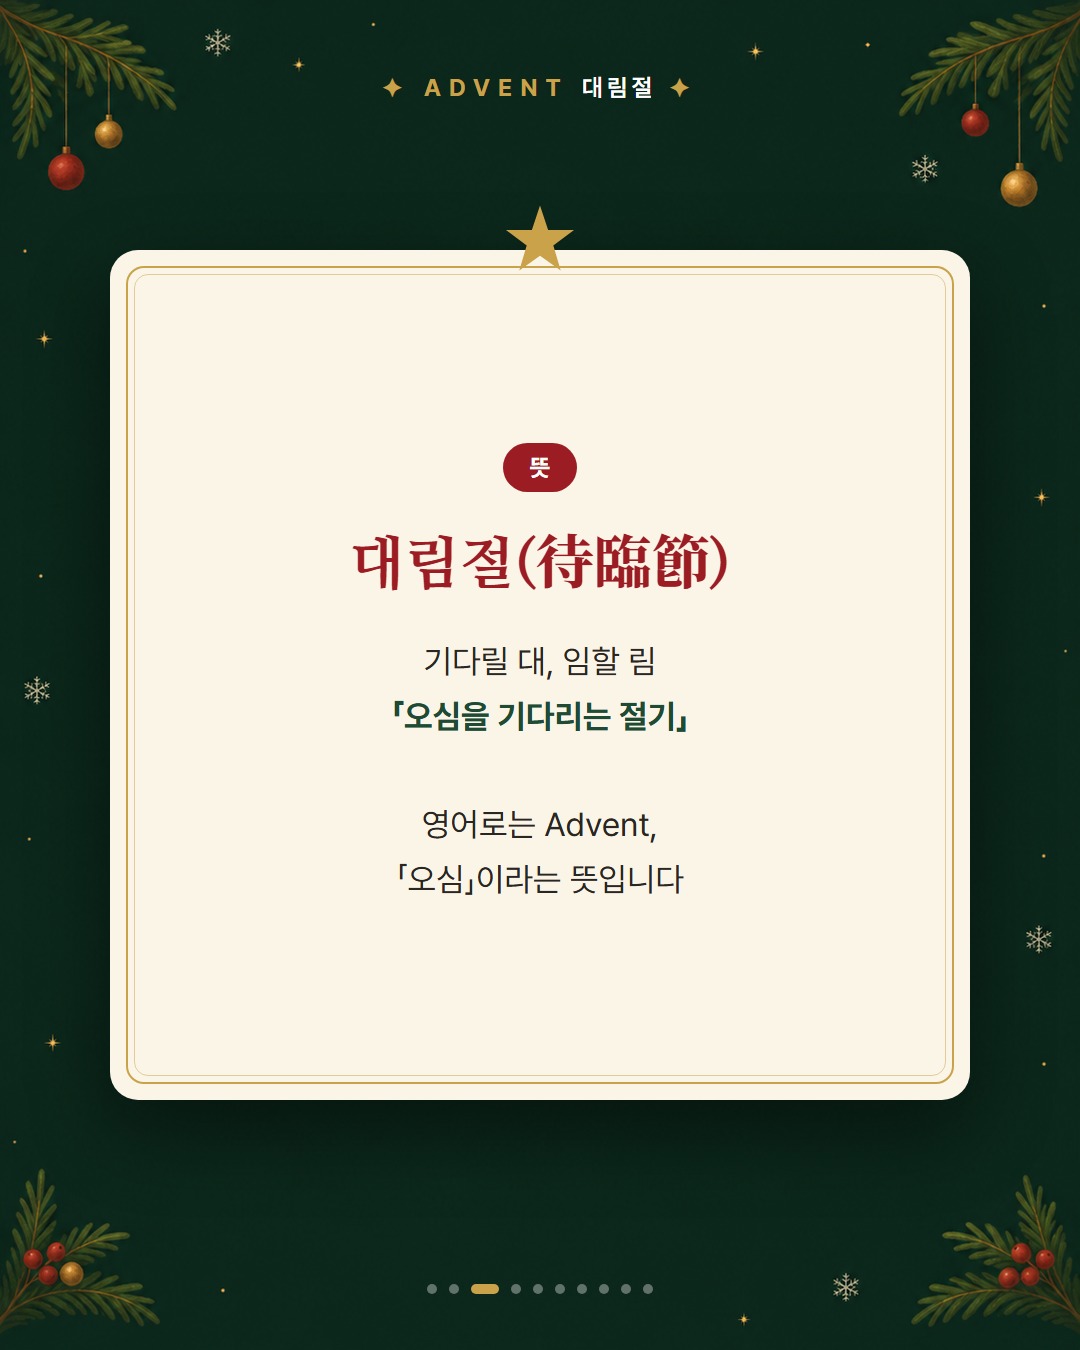 ✦ ADVENT 대림절 ✦
뜻
대림절(待臨節)
기다릴 대, 임할 림
「오심을 기다리는 절기」
영어로는 Advent,
「오심」이라는 뜻입니다